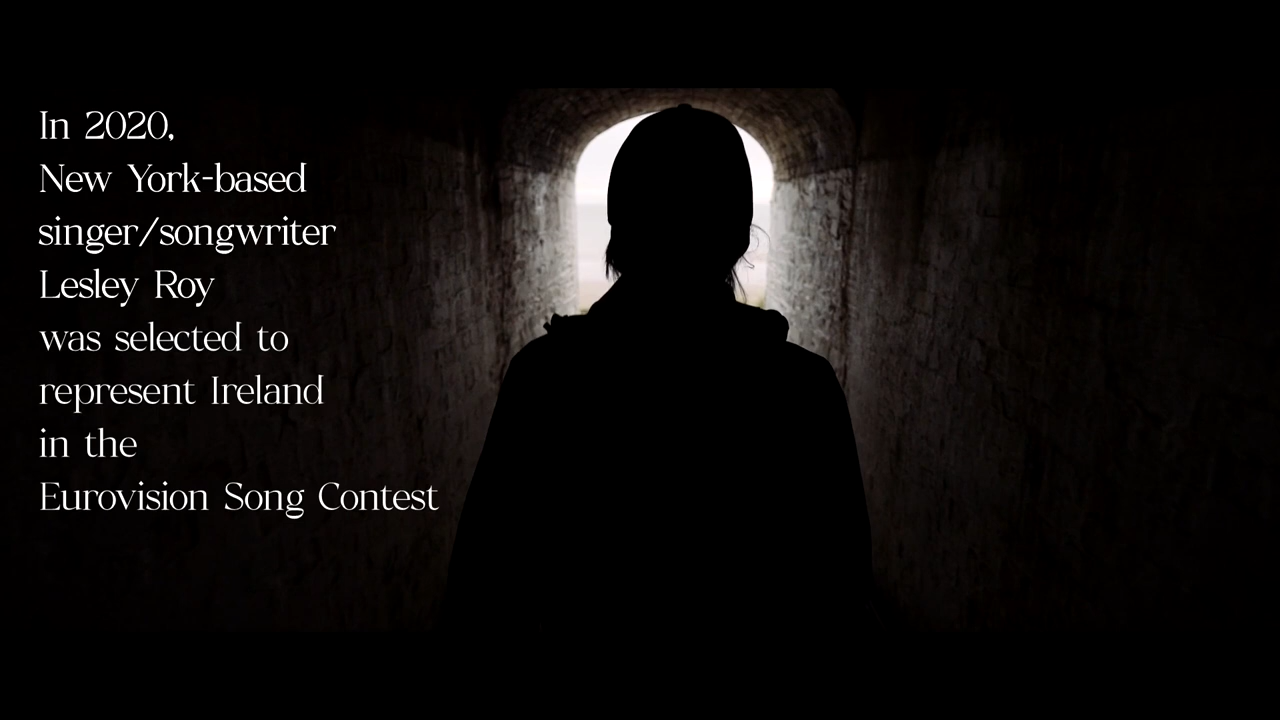 In 2020,
New York-based
singer/songwriter
Lesley Roy
was selected to
represent Ireland
in the
Eurovision Song Contest